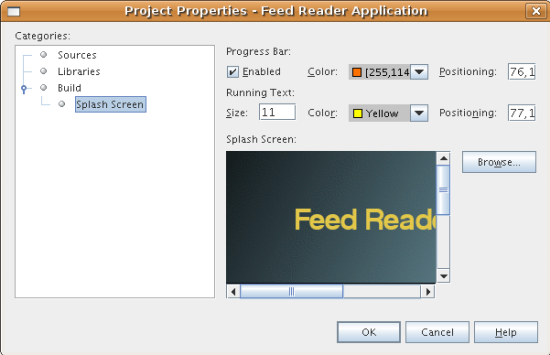 Project Properties - Feed Reader Application
Categories:
Sources
Libraries
Build
Splash Screen
Progress Bar:
Enabled Color: [255,114 Positioning: 76,1
Running Text:
Size: 11 Color: Yellow Positioning: 77,1
Splash Screen:
Feed Reade
Browse...
OK Cancel Help